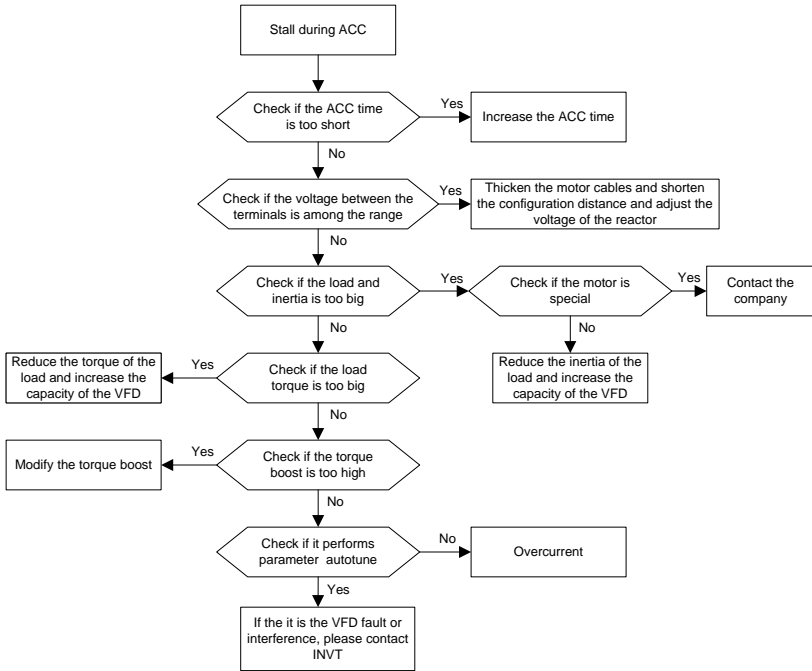 Stall during ACC
Check if the ACC time
is too short
Yes
Increase the ACC time
No
Check if the voltage between the
terminals is among the range
Yes
Thicken the motor cables and shorten
the configuration distance and adjust the
voltage of the reactor
No
Check if the load and
inertia is too big
Yes
Check if the motor is
special
Yes
Contact the
company
No
No
Reduce the torque of the
load and increase the
capacity of the VFD
Yes
Check if the load
torque is too big
Reduce the inertia of the
load and increase the
capacity of the VFD
No
Modify the torque boost
Yes
Check if the torque
boost is too high
No
Check if it performs
parameter autotune
No
Overcurrent
Yes
If the it is the VFD fault or
interference, please contact
INVT